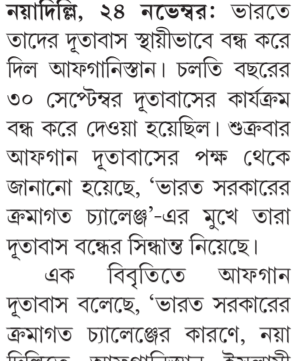 নয়াদিল্লি, ২৪ নভেম্বর: ভারতে
তাদের দূতাবাস স্থায়ীভাবে বন্ধ করে
দিল আফগানিস্তান। চলতি বছরের
৩০ সেপ্টেম্বর দূতাবাসের কার্যক্রম
বন্ধ করে দেওয়া হয়েছিল। শুক্রবার
আফগান দূতাবাসের পক্ষ থেকে
জানানো হয়েছে, ‘ভারত সরকারের
ক্রমাগত চ্যালেঞ্জ’-এর মুখে তারা
দূতাবাস বন্ধের সিদ্ধান্ত নিয়েছে।
এক বিবৃতিতে আফগান
দূতাবাস বলেছে, ‘ভারত সরকারের
ক্রমাগত চ্যালেঞ্জের কারণে, নয়া